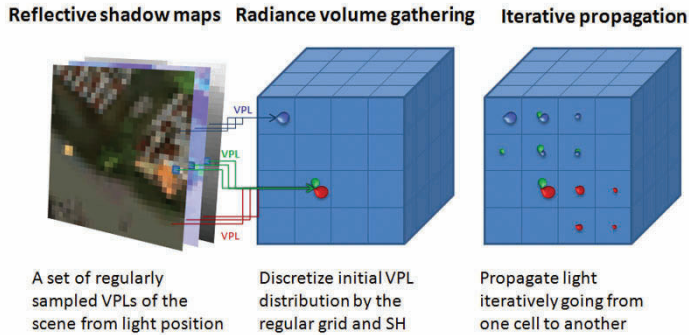 Reflective shadow maps
Radiance volume gathering
Iterative propagation
VPL
VPL
VPL
A set of regularly
sampled VPLs of the
scene from light position
Discretize initial VPL
distribution by the
regular grid and SH
Propagate light
iteratively going from
one cell to another